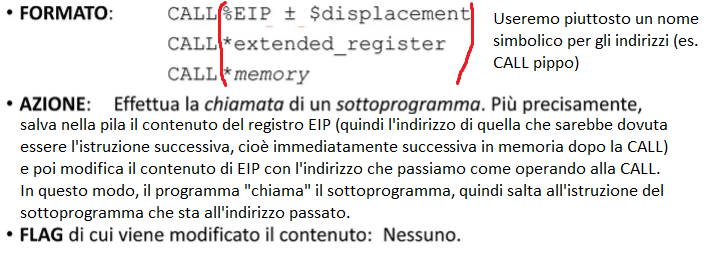 • FORMATO: CALL %EIP ± $displacement
CALL *extended_register
CALL *memory
Useremo piuttosto un nome
simbolico per gli indirizzi (es.
CALL pippo)
• AZIONE: Effettua la chiamata di un sottoprogramma. Più precisamente,
salva nella pila il contenuto del registro EIP (quindi l'indirizzo di quella che sarebbe dovuta
essere l'istruzione successiva, cioè immediatamente successiva in memoria dopo la CALL)
e poi modifica il contenuto di EIP con l'indirizzo che passiamo come operando alla CALL.
In questo modo, il programma "chiama" il sottoprogramma, quindi salta all'istruzione del
sottoprogramma che sta all'indirizzo passato.
• FLAG di cui viene modificato il contenuto: Nessuno.